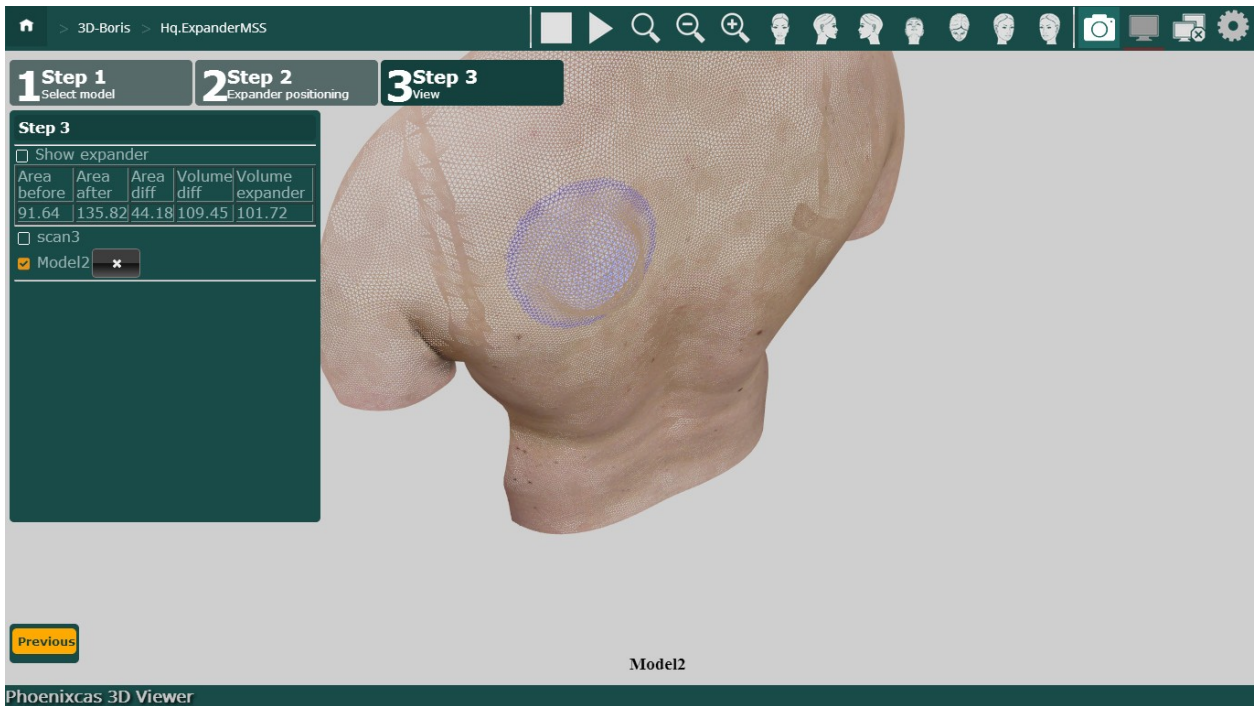 > 3D-Boris > Hq.ExpanderMSS
1 Step 1
Select model
2 Step 2
Expander positioning
3 Step 3
View
Step 3
Show expander
Area before Area after Area diff Volume diff Volume expander
91.64 135.82 44.18 109.45 101.72
scan3
Model2
Previous
Model2
Phoenixcas 3D Viewer